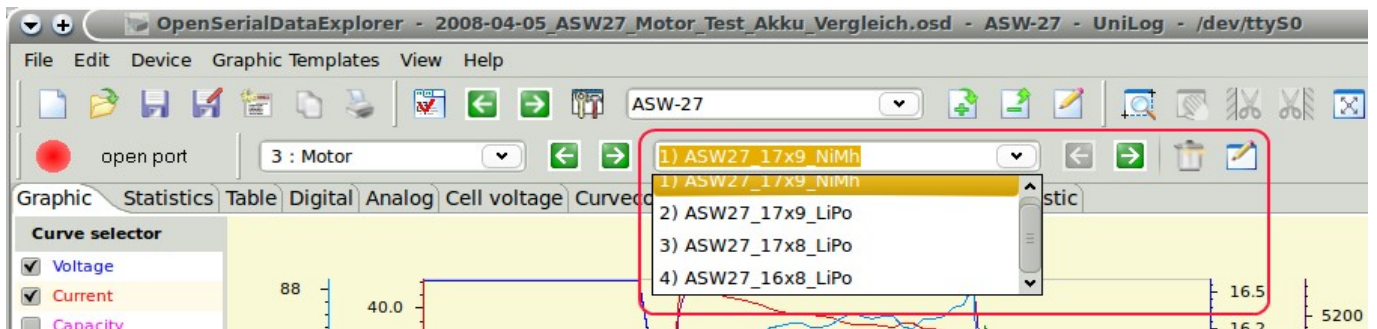 OpenSerialDataExplorer - 2008-04-05_ASW27_Motor_Test_Akku_Vergleich.osd - ASW-27 - UniLog - /dev/ttyS0
File Edit Device Graphic Templates View Help
ASW-27
open port 3 : Motor 1) ASW27_17x9_NiMh
Graphic Statistics Table Digital Analog Cell voltage stic
1) ASW27_17x9_NiMh
2) ASW27_17x9_LiPo
3) ASW27_17x8_LiPo
4) ASW27_16x8_LiPo
Curve selector
Voltage
Current
Capacity
88
40.0
16.5
16.2
5200